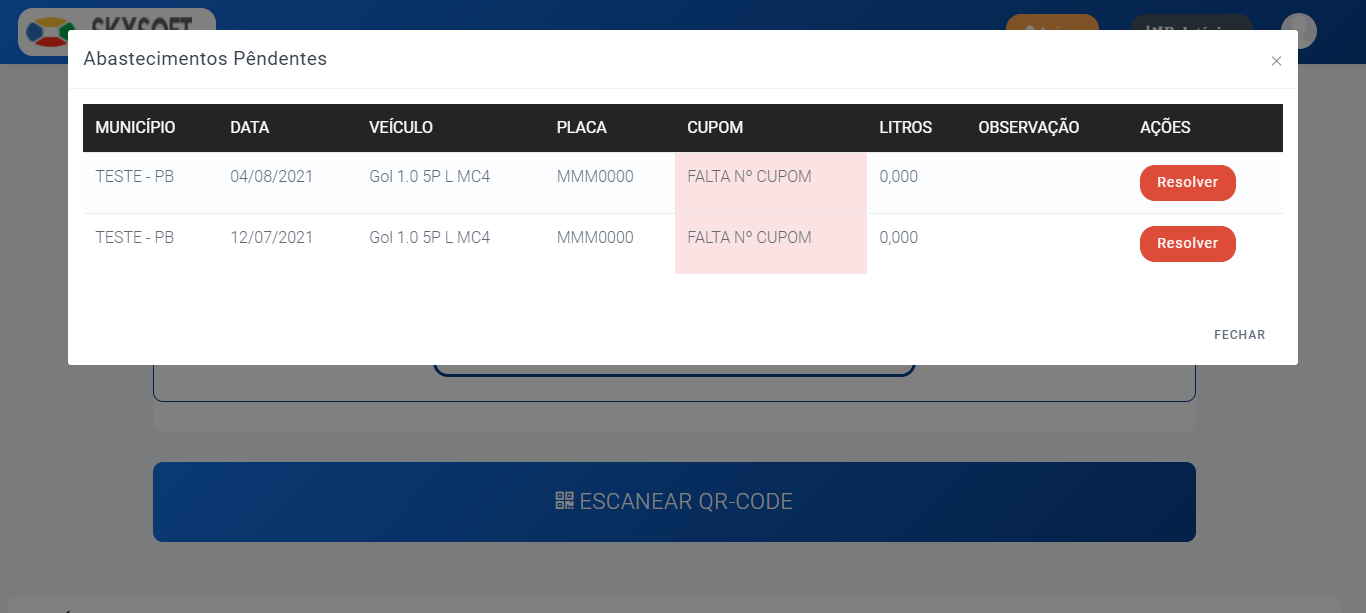 SKYSOFT
Abastecimentos Pêndentes
×
MUNICÍPIO DATA VEÍCULO PLACA CUPOM LITROS OBSERVAÇÃO AÇÕES
TESTE - PB 04/08/2021 Gol 1.0 5P L MC4 MMM0000 FALTA Nº CUPOM 0,000 Resolver
TESTE - PB 12/07/2021 Gol 1.0 5P L MC4 MMM0000 FALTA Nº CUPOM 0,000 Resolver
FECHAR
ESCANEAR QR-CODE